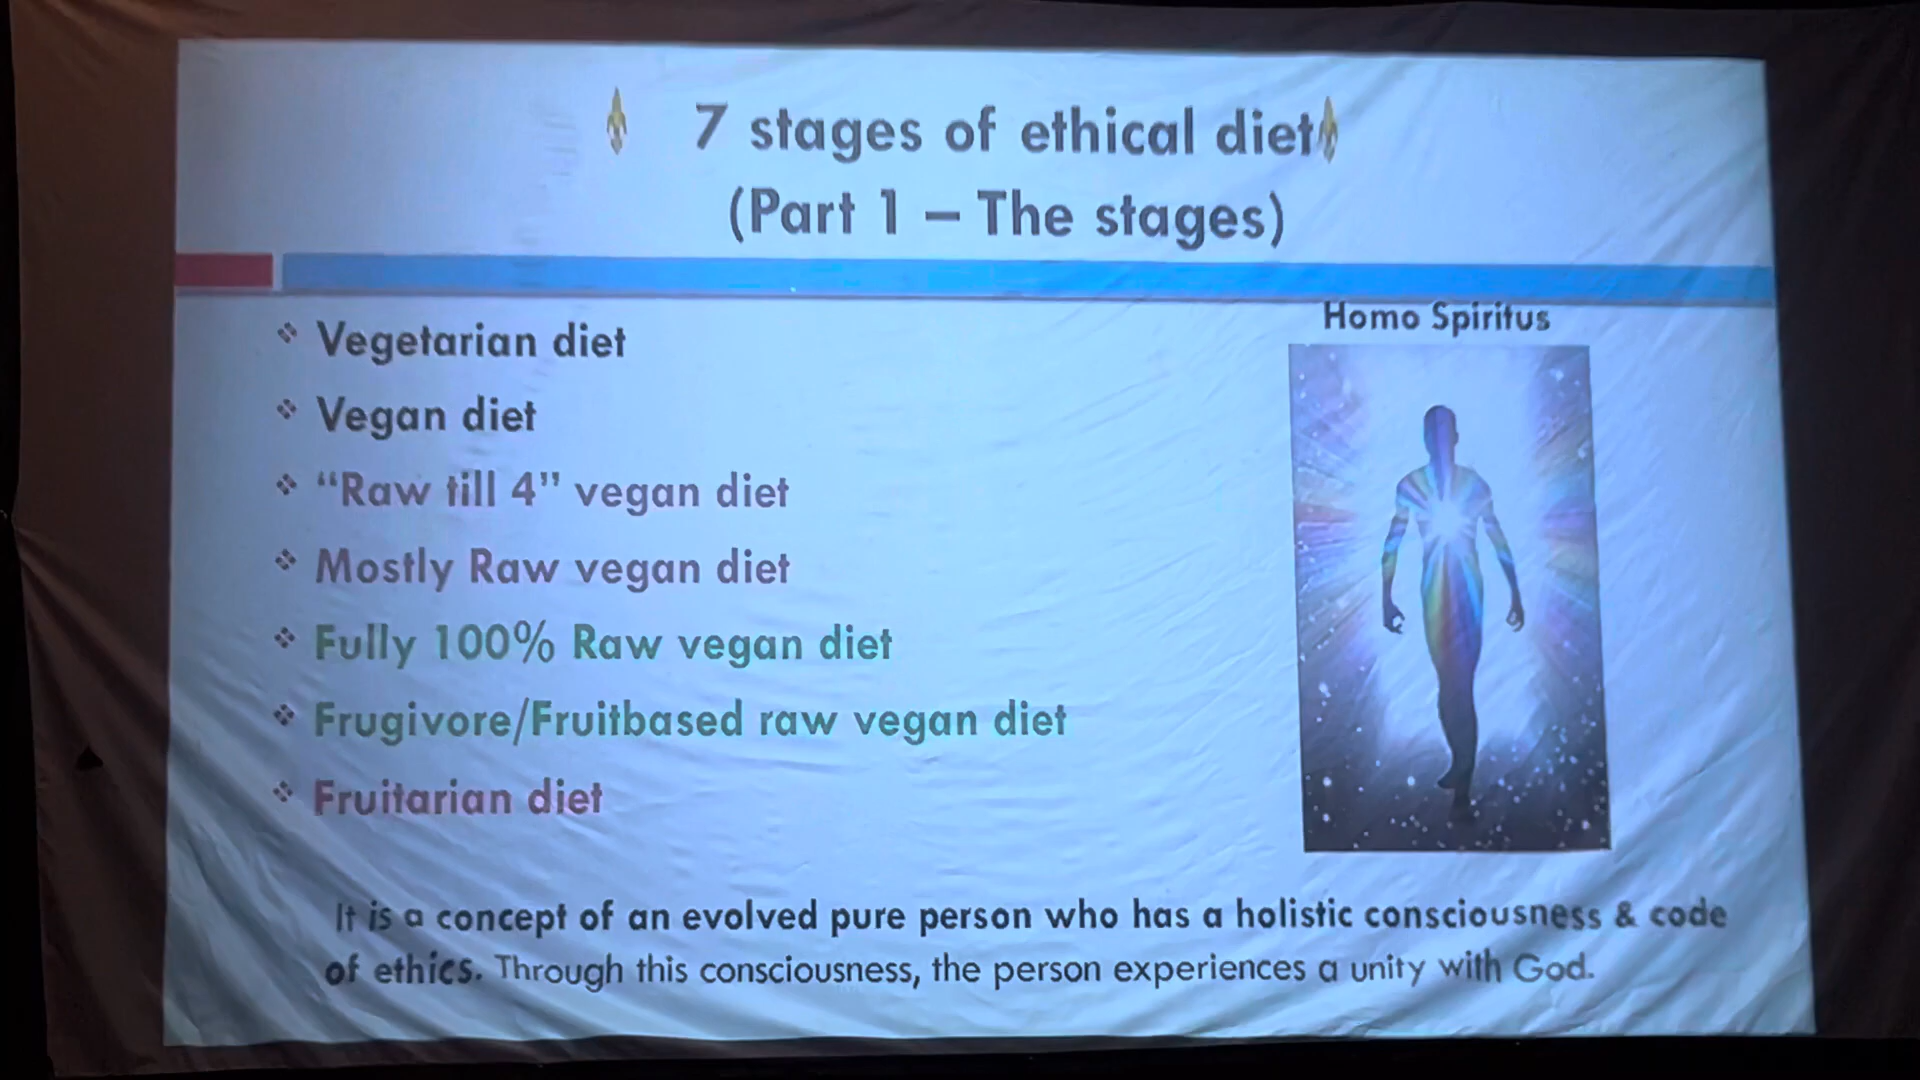 7 stages of ethical diet
(Part 1 – The stages)
Homo Spiritus
❖ Vegetarian diet
❖ Vegan diet
❖ “Raw till 4” vegan diet
❖ Mostly Raw vegan diet
❖ Fully 100% Raw vegan diet
❖ Frugivore/Fruitbased raw vegan diet
❖ Fruitarian diet
It is a concept of an evolved pure person who has a holistic consciousness & code
of ethics. Through this consciousness, the person experiences a unity with God.